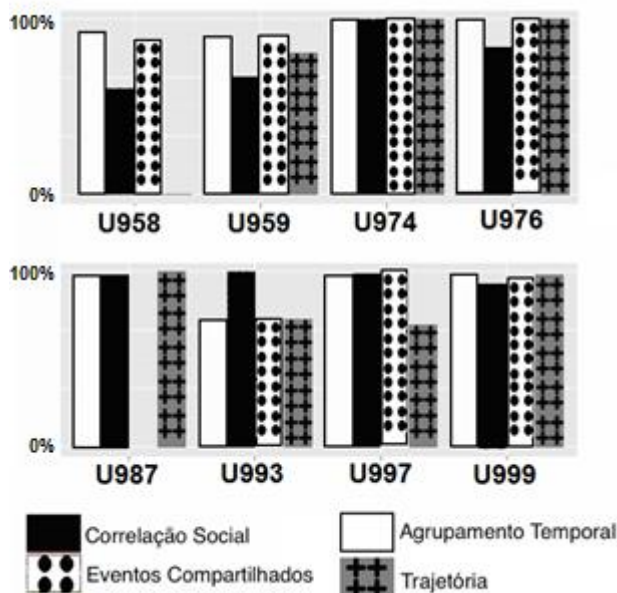 100%
0%
U958 U959 U974 U976
100%
0%
U987 U993 U997 U999
Correlação Social Agrupamento Temporal
Eventos Compartilhados Trajetória